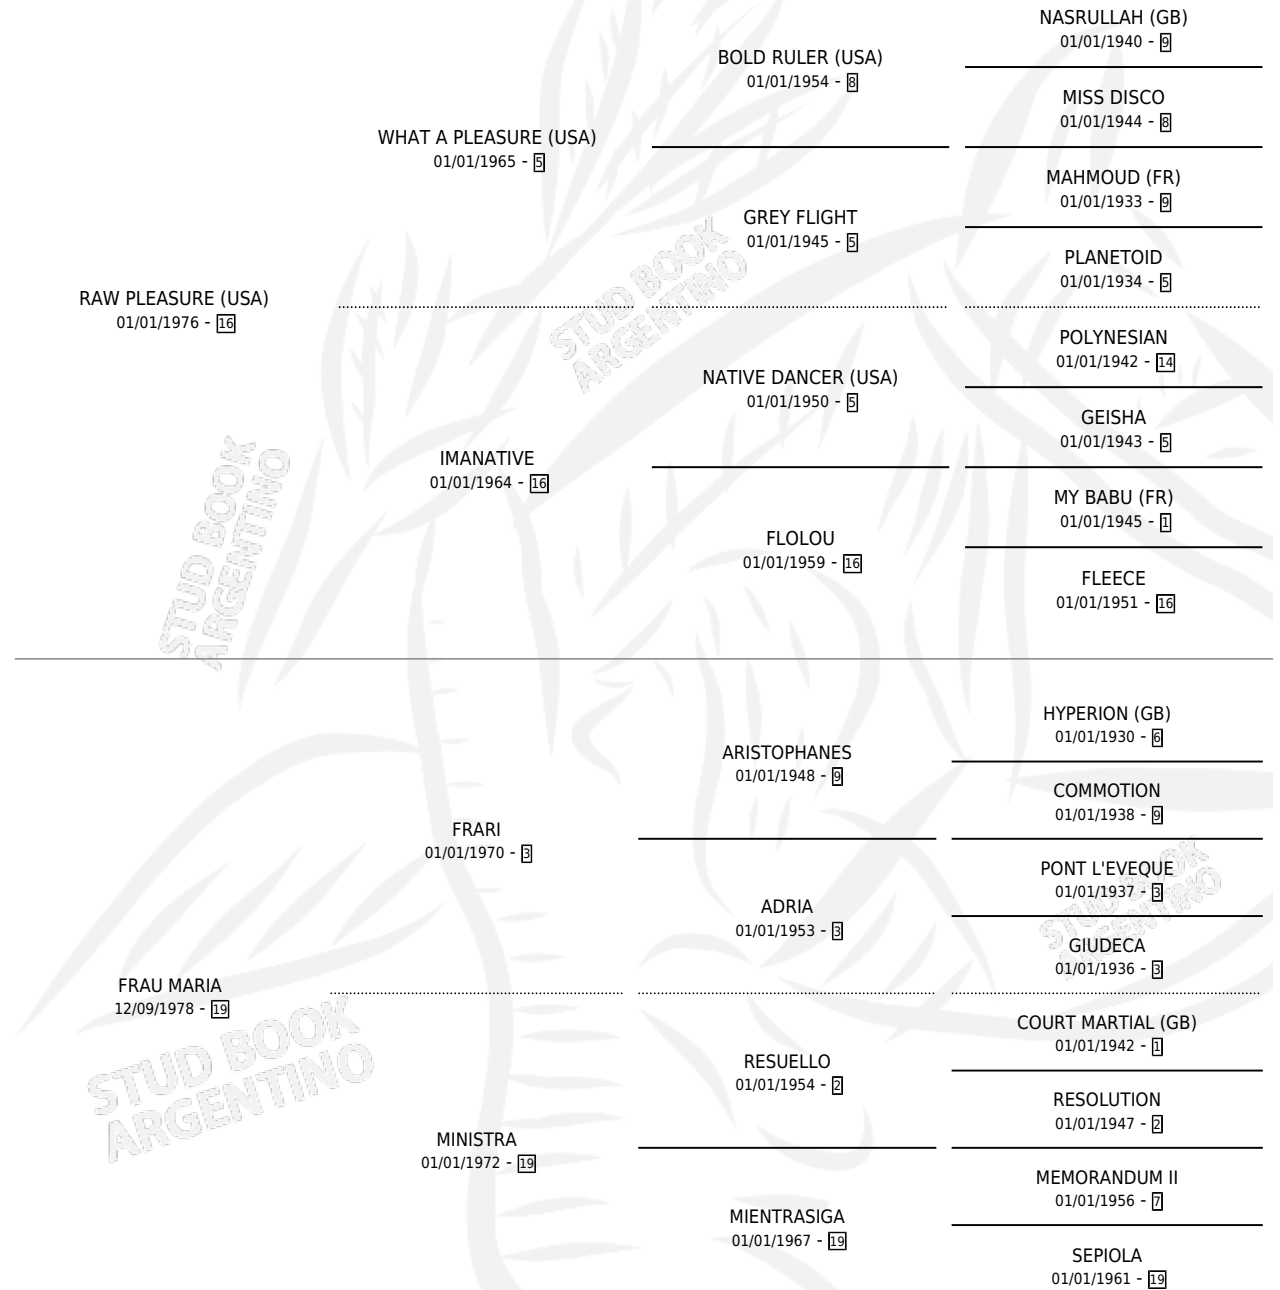 NASRULLAH (GB)
01/01/1940 - 9
BOLD RULER (USA)
01/01/1954 - 8
MISS DISCO
01/01/1944 - 8
WHAT A PLEASURE (USA)
01/01/1965 - 5
MAHMOUD (FR)
01/01/1933 - 9
GREY FLIGHT
01/01/1945 - 5
PLANETOID
01/01/1934 - 5
RAW PLEASURE (USA)
01/01/1976 - 16
POLYNESIAN
01/01/1942 - 14
NATIVE DANCER (USA)
01/01/1950 - 5
GEISHA
01/01/1943 - 5
IMANATIVE
01/01/1964 - 16
MY BABU (FR)
01/01/1945 - 1
FLOLOU
01/01/1959 - 16
FLEECE
01/01/1951 - 16
HYPERION (GB)
01/01/1930 - 6
ARISTOPHANES
01/01/1948 - 9
COMMOTION
01/01/1938 - 9
FRARI
01/01/1970 - 3
PONT L'EVEQUE
01/01/1937 - 3
ADRIA
01/01/1953 - 3
GIUDECA
01/01/1936 - 3
FRAU MARIA
12/09/1978 - 19
COURT MARTIAL (GB)
01/01/1942 - 1
RESUELLO
01/01/1954 - 2
RESOLUTION
01/01/1947 - 2
MINISTRA
01/01/1972 - 19
MEMORANDUM II
01/01/1956 - 7
MIENTRASIGA
01/01/1967 - 19
SEPIOLA
01/01/1961 - 19
STUD BOOK
ARGENTINO
STUD BOOK
ARGENTINO
STUD BOOK
ARGENTINO
STUD BOOK
ARGENTINO